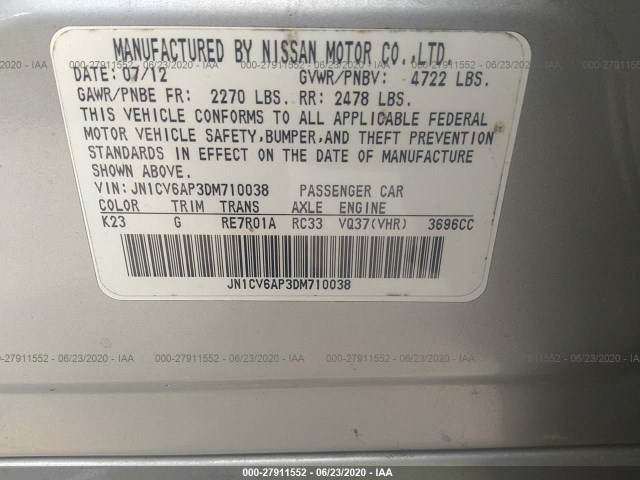 MANUFACTURED BY NISSAN MOTOR CO.,LTD.
DATE: 07/12 GVWR/PNBV: 4722 LBS.
GAWR/PNBE FR: 2270 LBS. RR: 2478 LBS.
THIS VEHICLE CONFORMS TO ALL APPLICABLE FEDERAL
MOTOR VEHICLE SAFETY,BUMPER,AND THEFT PREVENTION
STANDARDS IN EFFECT ON THE DATE OF MANUFACTURE
SHOWN ABOVE.
VIN: JN1CV6AP3DM710038 PASSENGER CAR
COLOR TRIM TRANS AXLE ENGINE
K23 G RE7R01A RC33 VQ37(VHR) 3696CC
JN1CV6AP3DM710038
000-27911552 - 06/23/2020 - IAA